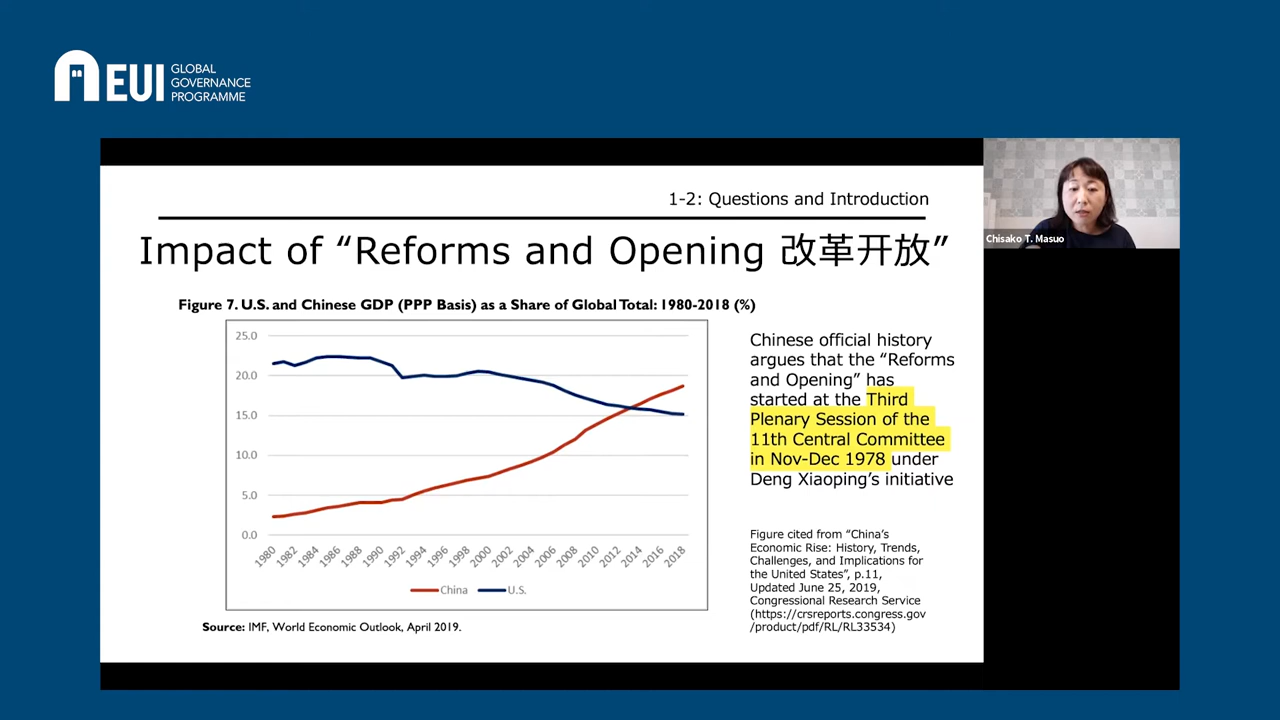 EUI
GLOBAL
GOVERNANCE
PROGRAMME
1-2: Questions and Introduction
Impact of “Reforms and Opening 改革开放”
Figure 7. U.S. and Chinese GDP (PPP Basis) as a Share of Global Total: 1980-2018 (%)
25.0
20.0
15.0
10.0
5.0
0.0
1980 1982 1984 1986 1988 1990 1992 1994 1996 1998 2000 2002 2004 2006 2008 2010 2012 2014 2016 2018
China U.S.
Source: IMF, World Economic Outlook, April 2019.
Chinese official history
argues that the “Reforms
and Opening” has
started at the Third
Plenary Session of the
11th Central Committee
in Nov-Dec 1978 under
Deng Xiaoping’s initiative
Figure cited from “China’s
Economic Rise: History, Trends,
Challenges, and Implications for
the United States”, p.11,
Updated June 25, 2019,
Congressional Research Service
(https://crsreports.congress.gov
/product/pdf/RL/RL33534)
Chisako T. Masuo